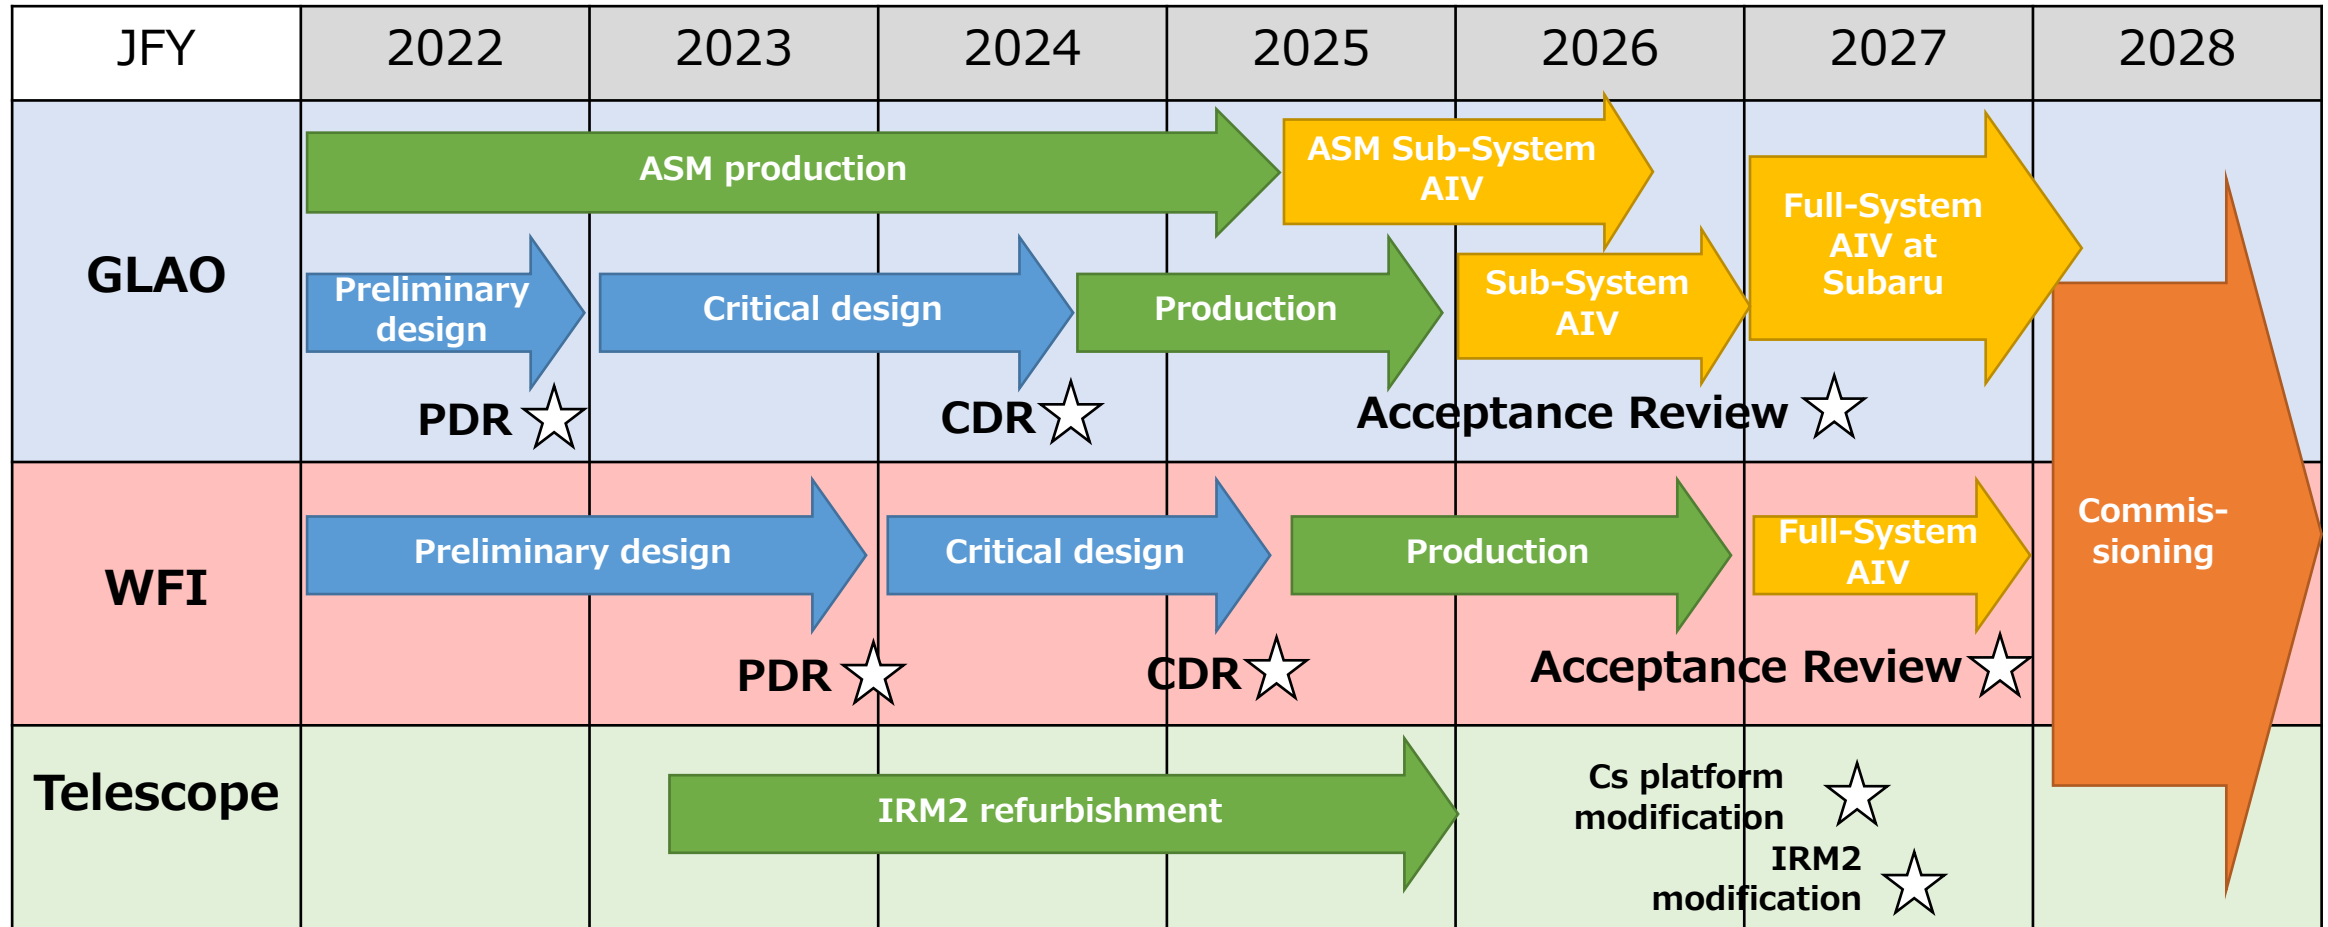 JFY 2022 2023 2024 2025 2026 2027 2028
GLAO
ASM production
ASM Sub-System
AIV
Full-System
AIV at
Subaru
Preliminary
design
Critical design
Production
Sub-System
AIV
PDR
CDR
Acceptance Review
WFI
Preliminary design
Critical design
Production
Full-System
AIV
Commis-
sioning
PDR
CDR
Acceptance Review
Telescope
IRM2 refurbishment
Cs platform
modification
IRM2
modification